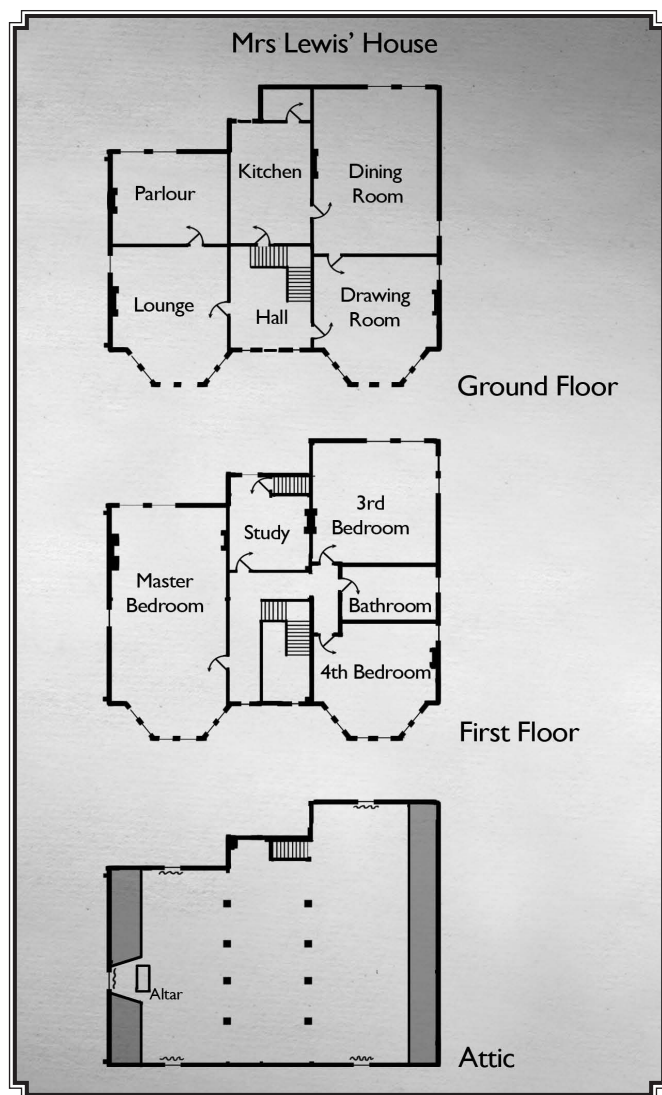 Mrs Lewis' House
Kitchen
Parlour
Dining
Room
Lounge
Hall
Drawing
Room
Ground Floor
3rd
Bedroom
Study
Master
Bedroom
Bathroom
4th Bedroom
First Floor
Altar
Attic